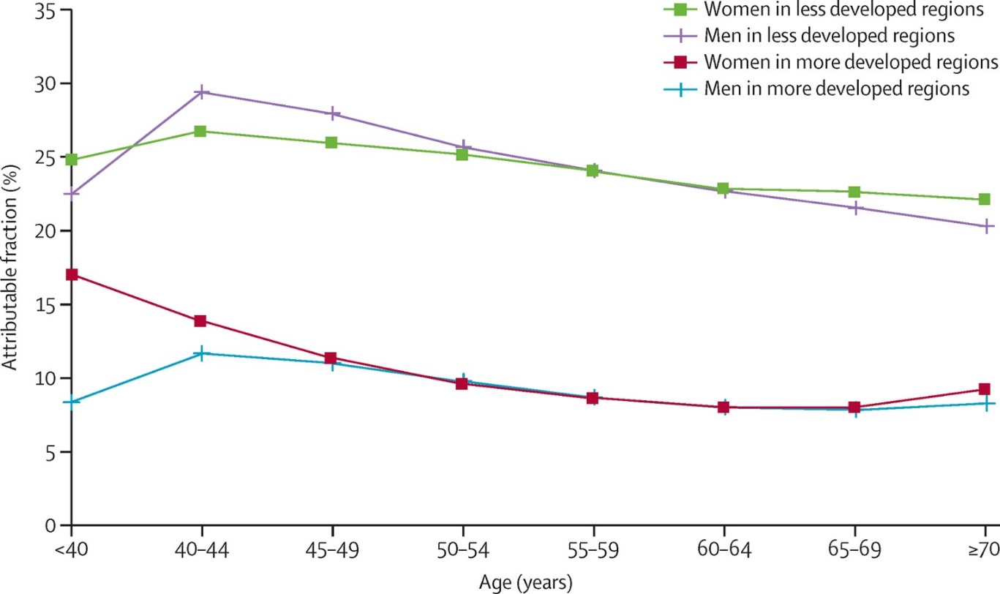 35
30
25
20
15
10
5
0
Attributable fraction (%)
Women in less developed regions
Men in less developed regions
Women in more developed regions
Men in more developed regions
<40 40–44 45–49 50–54 55–59 60–64 65–69 ≥70
Age (years)